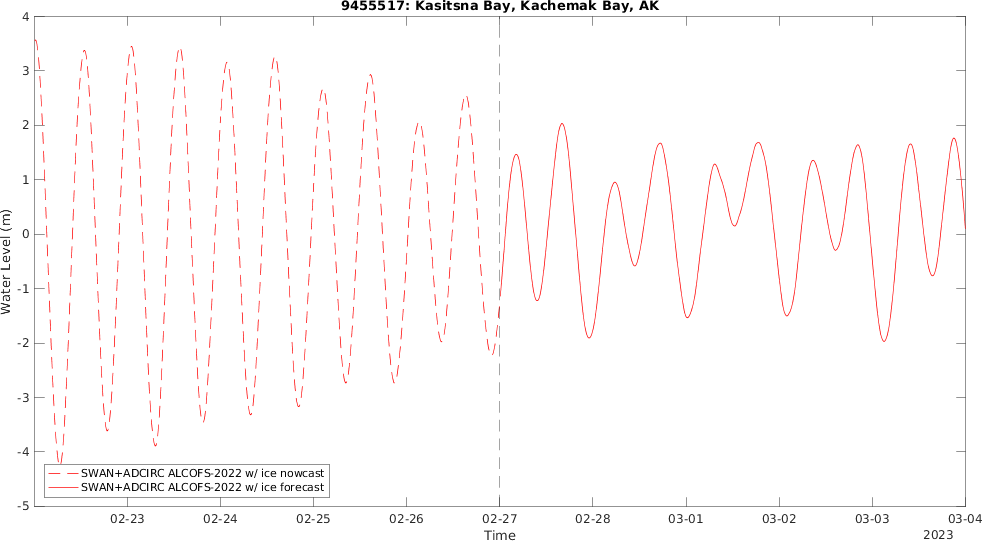 9455517: Kasitsna Bay, Kachemak Bay, AK
4
3
2
1
0
-1
-2
-3
-4
-5
Water Level (m)
SWAN+ADCIRC ALCOFS-2022 w/ ice nowcast
SWAN+ADCIRC ALCOFS-2022 w/ ice forecast
02-23 02-24 02-25 02-26 02-27 02-28 03-01 03-02 03-03 03-04
Time
2023